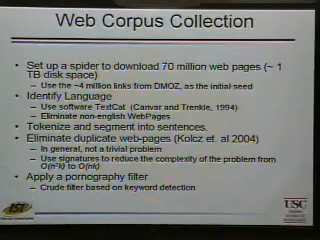 Web Corpus Collection
• Set up a spider to download 70 million web pages (~ 1
TB disk space)
– Use the ~4 million links from DMOZ, as the initial seed
• Identify Language
– Use software TextCat (Canvar and Trenkle, 1994)
– Eliminate non-english WebPages
• Tokenize and segment into sentences.
• Eliminate duplicate web-pages (Kolcz et al 2004)
– In general, not a trivial problem
– Use signatures to reduce the complexity of the problem from
O(n²k) to O(nk)
• Apply a pornography filter
– Crude filter based on keyword detection
USC